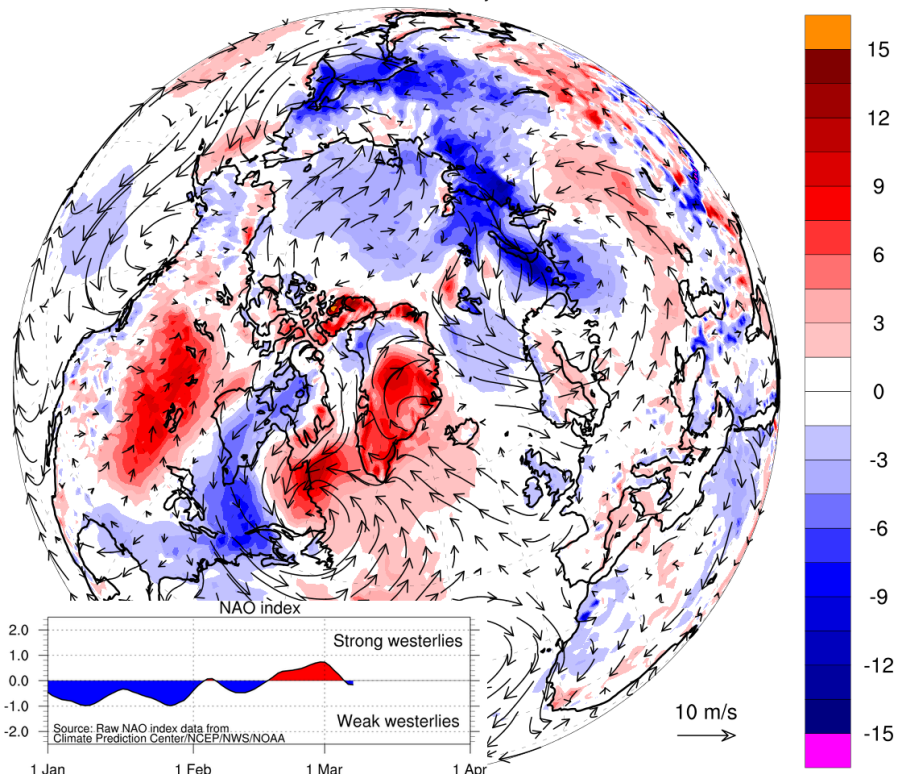 15
12
9
6
3
0
-3
-6
-9
-12
-15
NAO index
2.0
1.0
0.0
-1.0
-2.0
Strong westerlies
Weak westerlies
Source: Raw NAO index data from
Climate Prediction Center/NCEP/NWS/NOAA
1 Jan
1 Feb
1 Mar
1 Apr
10 m/s